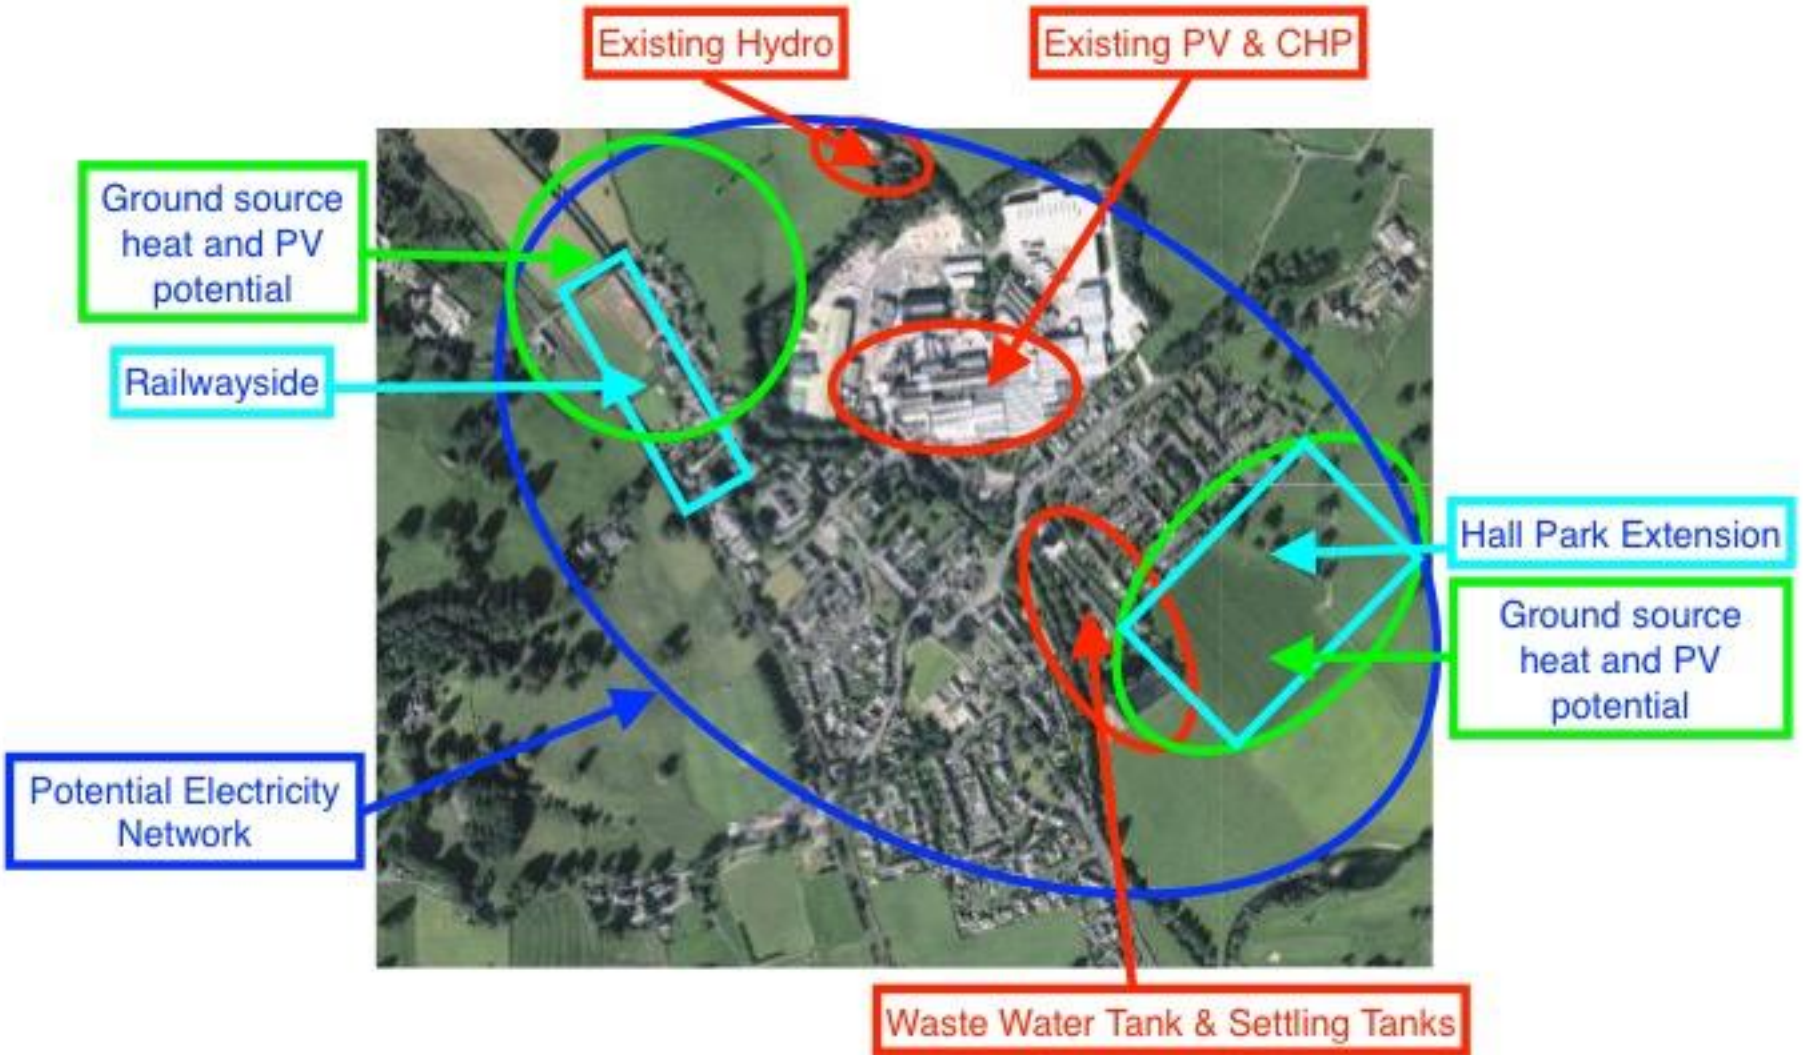 Existing Hydro
Existing PV & CHP
Ground source
heat and PV
potential
Railwayside
Hall Park Extension
Ground source
heat and PV
potential
Potential Electricity
Network
Waste Water Tank & Settling Tanks